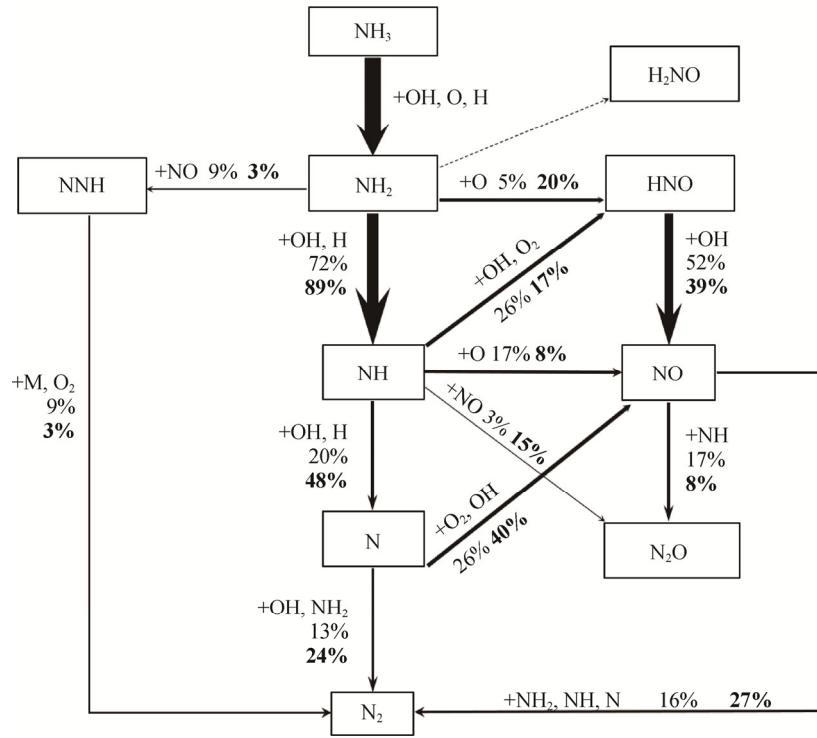 NH₃
+OH, O, H
H₂NO
NNH
+NO 9% 3%
NH₂
+O 5% 20%
HNO
+OH, H
72%
89%
+OH, O₂
26% 17%
+OH
52%
39%
NH
+O 17% 8%
NO
+M, O₂
9%
3%
+OH, H
20%
48%
+NO 3% 15%
+NH
17%
8%
N
+O₂, OH
26% 40%
N₂O
+OH, NH₂
13%
24%
N₂
+NH₂, NH, N 16% 27%